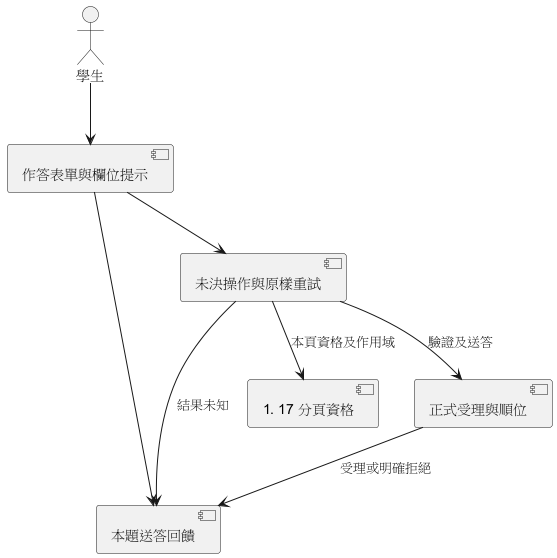 學生
作答表單與欄位提示
未決操作與原樣重試
本頁資格及作用域
驗證及送答
結果未知
1. 17 分頁資格
正式受理與順位
受理或明確拒絕
本題送答回饋